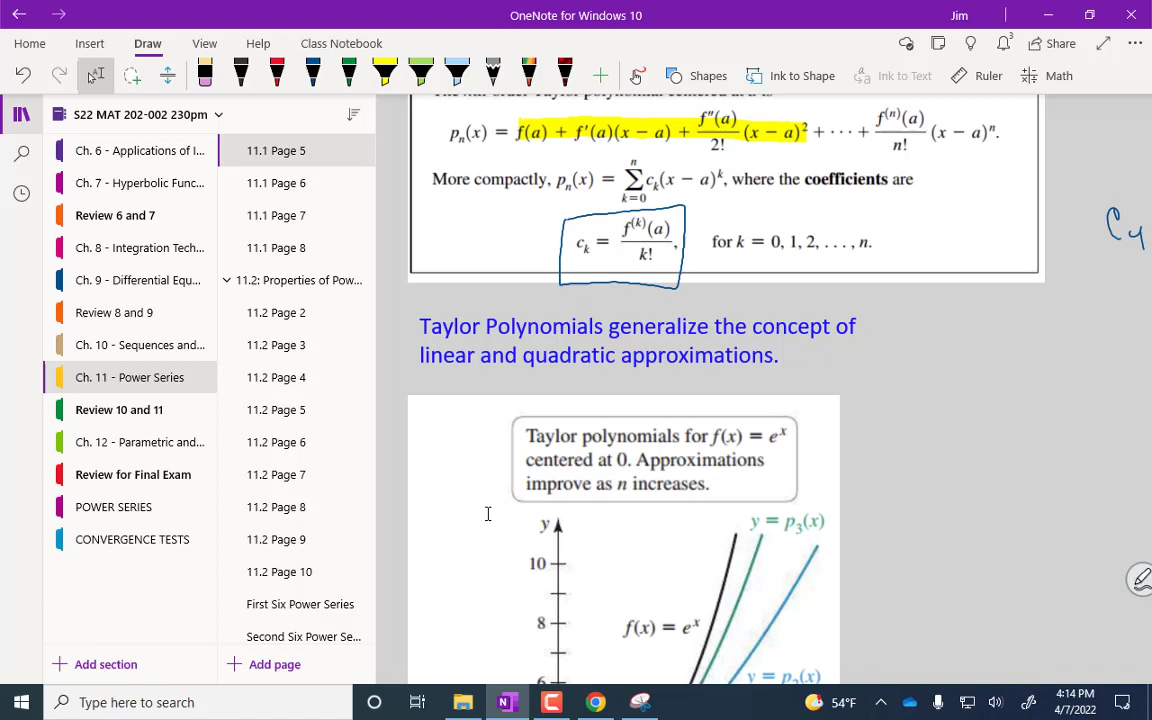 OneNote for Windows 10
Jim
Home
Insert
Draw
View
Help
Class Notebook
Share
Shapes
Ink to Shape
Ink to Text
Ruler
Math
S22 MAT 202-002 230pm
Ch. 6 - Applications of I...
Ch. 7 - Hyperbolic Func...
Review 6 and 7
Ch. 8 - Integration Tech...
Ch. 9 - Differential Equ...
Review 8 and 9
Ch. 10 - Sequences and...
Ch. 11 - Power Series
Review 10 and 11
Ch. 12 - Parametric and...
Review for Final Exam
POWER SERIES
CONVERGENCE TESTS
Add section
11.1 Page 5
11.1 Page 6
11.1 Page 7
11.1 Page 8
11.2: Properties of Pow...
11.2 Page 2
11.2 Page 3
11.2 Page 4
11.2 Page 5
11.2 Page 6
11.2 Page 7
11.2 Page 8
11.2 Page 9
11.2 Page 10
First Six Power Series
Second Six Power Se...
Add page
pₙ(x) = f(a) + f′(a)(x − a) + f″(a)/2! (x − a)² + ··· + f⁽ⁿ⁾(a)/n! (x − a)ⁿ.
More compactly, pₙ(x) = Σₖ₌₀ⁿ cₖ(x − a)ᵏ, where the coefficients are
cₖ = f⁽ᵏ⁾(a)/k!, for k = 0, 1, 2, . . . , n.
C₄
Taylor Polynomials generalize the concept of
linear and quadratic approximations.
Taylor polynomials for f(x) = eˣ
centered at 0. Approximations
improve as n increases.
y
y = p₃(x)
10
8
f(x) = eˣ
6
y = p₂(x)
Type here to search
54°F
4:14 PM
4/7/2022